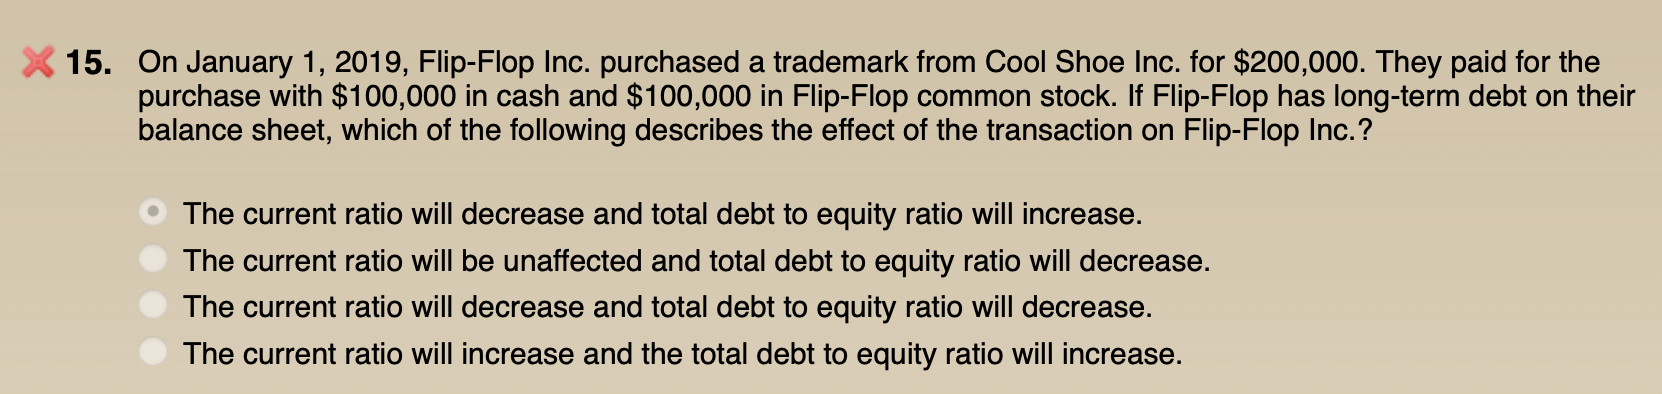 15. On January 1, 2019, Flip-Flop Inc. purchased a trademark from Cool Shoe Inc. for $200,000. They paid for the
purchase with $100,000 in cash and $100,000 in Flip-Flop common stock. If Flip-Flop has long-term debt on their
balance sheet, which of the following describes the effect of the transaction on Flip-Flop Inc.?
The current ratio will decrease and total debt to equity ratio will increase.
The current ratio will be unaffected and total debt to equity ratio will decrease.
The current ratio will decrease and total debt to equity ratio will decrease.
The current ratio will increase and the total debt to equity ratio will increase.